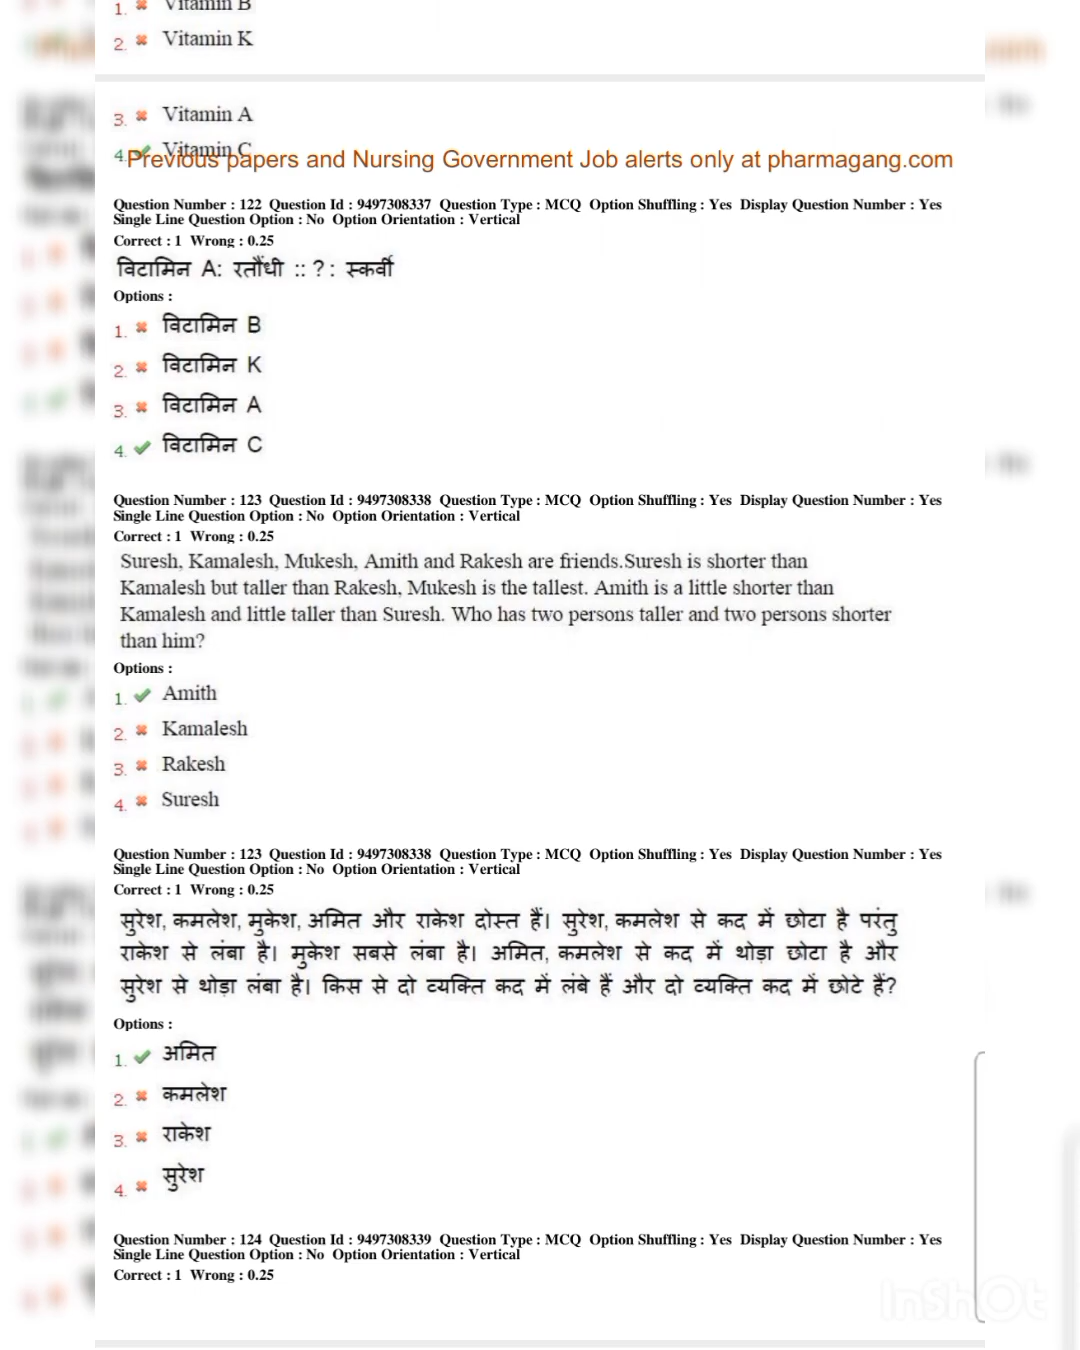 1. Vitamin B
2. Vitamin K
3. Vitamin A
4. Vitamin C
Previous papers and Nursing Government Job alerts only at pharmagang.com
Question Number : 122 Question Id : 9497308337 Question Type : MCQ Option Shuffling : Yes Display Question Number : Yes
Single Line Question Option : No Option Orientation : Vertical
Correct : 1 Wrong : 0.25
विटामिन A: रतौंधी :: ? : स्कर्वी
Options :
1. विटामिन B
2. विटामिन K
3. विटामिन A
4. विटामिन C
Question Number : 123 Question Id : 9497308338 Question Type : MCQ Option Shuffling : Yes Display Question Number : Yes
Single Line Question Option : No Option Orientation : Vertical
Correct : 1 Wrong : 0.25
Suresh, Kamalesh, Mukesh, Amith and Rakesh are friends.Suresh is shorter than
Kamalesh but taller than Rakesh, Mukesh is the tallest. Amith is a little shorter than
Kamalesh and little taller than Suresh. Who has two persons taller and two persons shorter
than him?
Options :
1. Amith
2. Kamalesh
3. Rakesh
4. Suresh
Question Number : 123 Question Id : 9497308338 Question Type : MCQ Option Shuffling : Yes Display Question Number : Yes
Single Line Question Option : No Option Orientation : Vertical
Correct : 1 Wrong : 0.25
सुरेश, कमलेश, मुकेश, अमित और राकेश दोस्त हैं। सुरेश, कमलेश से कद में छोटा है परंतु
राकेश से लंबा है। मुकेश सबसे लंबा है। अमित, कमलेश से कद में थोड़ा छोटा है और
सुरेश से थोड़ा लंबा है। किस से दो व्यक्ति कद में लंबे हैं और दो व्यक्ति कद में छोटे हैं?
Options :
1. अमित
2. कमलेश
3. राकेश
4. सुरेश
Question Number : 124 Question Id : 9497308339 Question Type : MCQ Option Shuffling : Yes Display Question Number : Yes
Single Line Question Option : No Option Orientation : Vertical
Correct : 1 Wrong : 0.25
InShOt